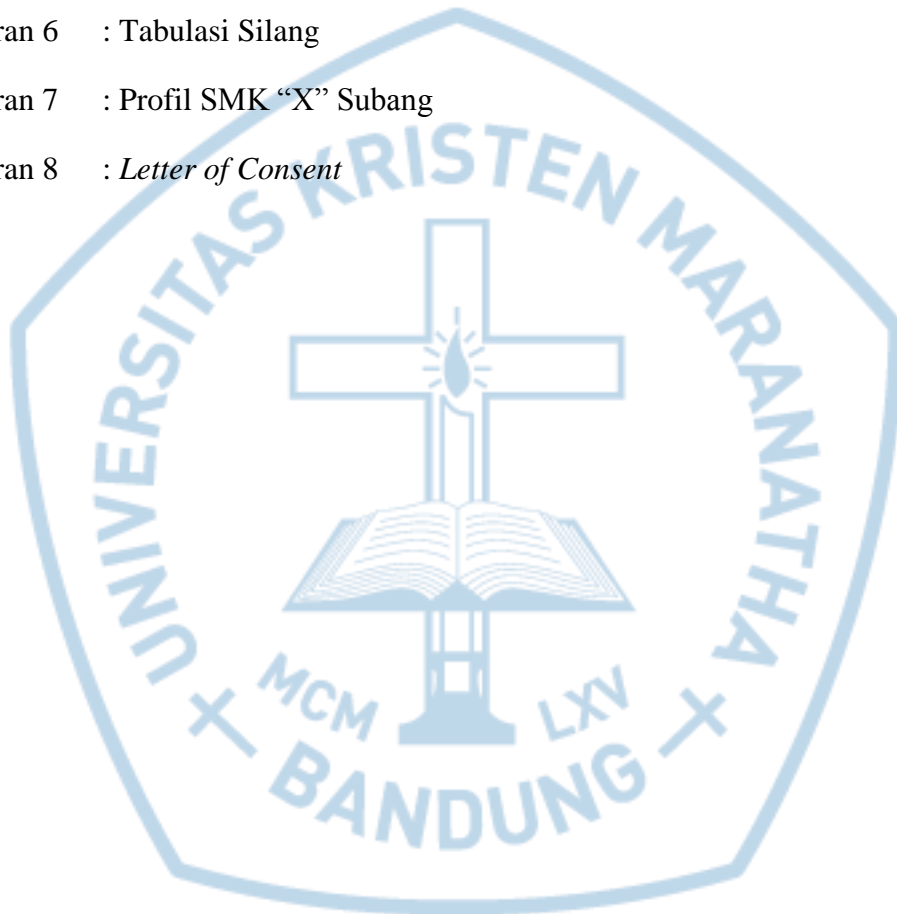 ran 6 : Tabulasi Silang
ran 7 : Profil SMK “X” Subang
ran 8 : Letter of Consent
UNIVERSITAS KRISTEN MARANATHA
MCM LXV
BANDUNG